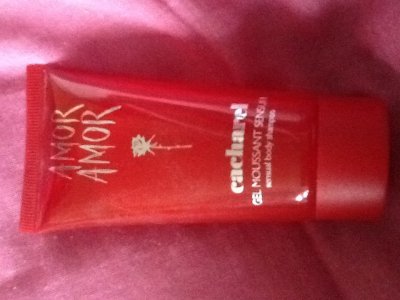 AMOR
AMOR
cacharel
GEL MOUSSANT SENSUEL
sensual body shampoo